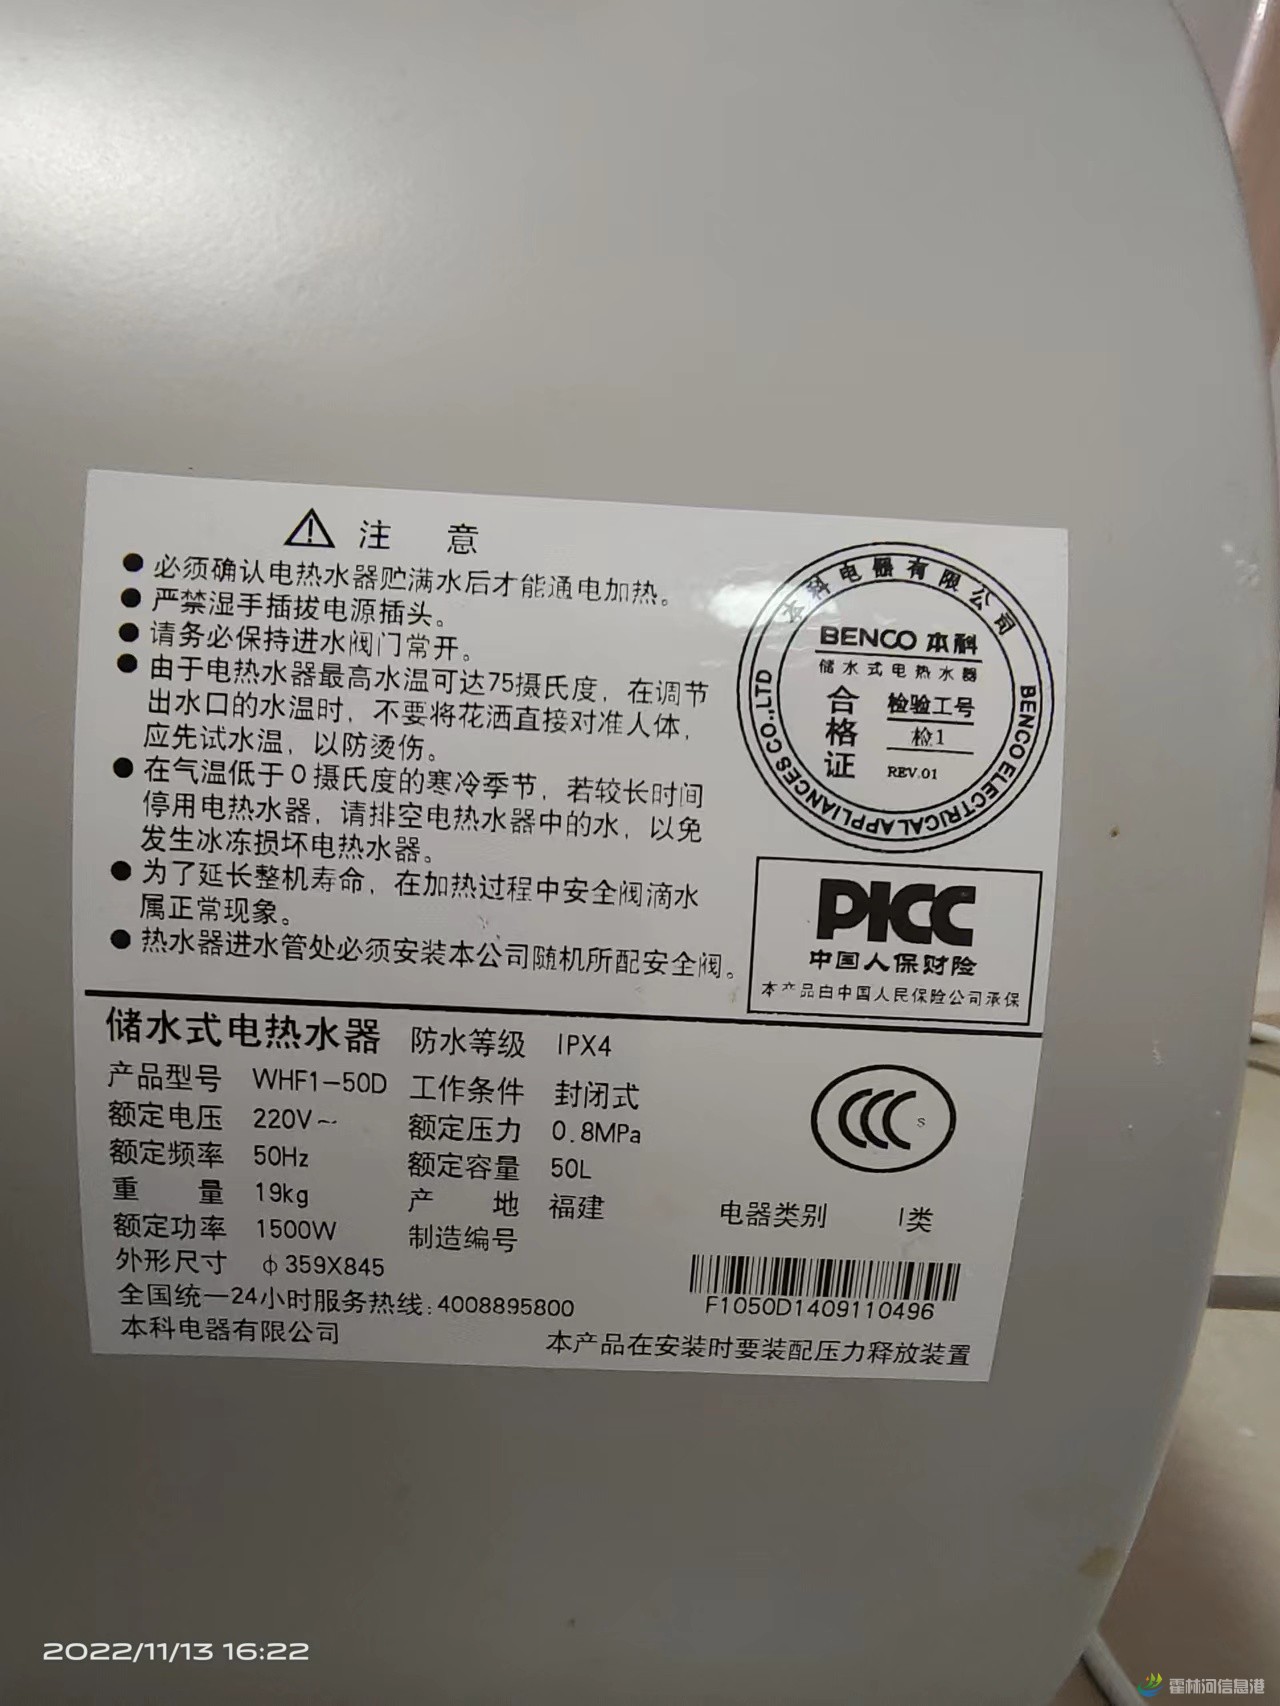 注 意
●必须确认电热水器贮满水后才能通电加热。
●严禁湿手插拔电源插头。
●请务必保持进水阀门常开。
●由于电热水器最高水温可达75摄氏度，在调节
出水口的水温时，不要将花洒直接对准人体，
应先试水温，以防烫伤。
●在气温低于0摄氏度的寒冷季节，若较长时间
停用电热水器，请排空电热水器中的水，以免
发生冰冻损坏电热水器。
●为了延长整机寿命，在加热过程中安全阀滴水
属正常现象。
●热水器进水管处必须安装本公司随机所配安全阀。
本科电器有限公司
BENCO ELECTRICAL APPLIANCES CO.,LTD
BENCO 本科
储水式电热水器
合格证
检验工号
检1
REV.01
PICC
中国人保财险
本产品由中国人民保险公司承保
储水式电热水器 防水等级 IPX4
产品型号 WHF1-50D 工作条件 封闭式
额定电压 220V~ 额定压力 0.8MPa
额定频率 50Hz 额定容量 50L
重 量 19kg 产 地 福建
额定功率 1500W 制造编号
外形尺寸 φ359X845
全国统一24小时服务热线:4008895800
本科电器有限公司
CCC S
电器类别 I类
F1050D1409110496
本产品在安装时要装配压力释放装置
2022/11/13 16:22
霍林河信息港